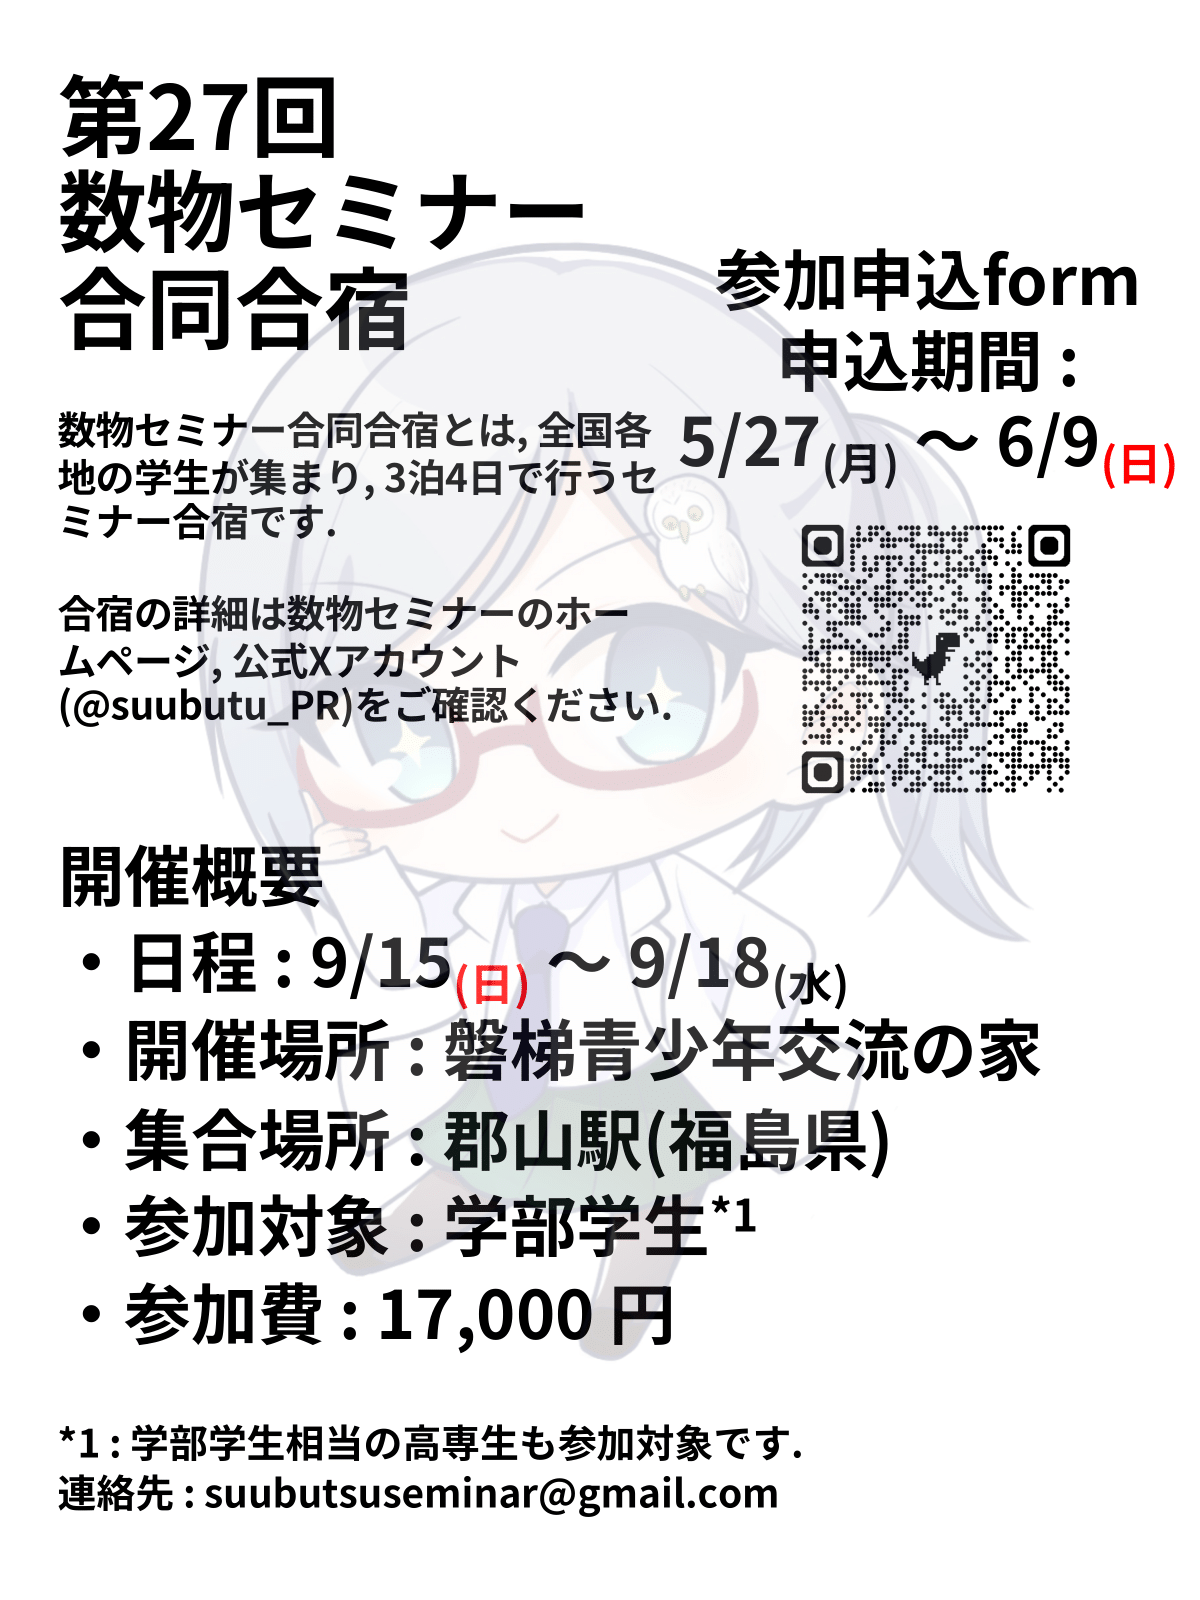 第27回
数物セミナー
合同合宿
参加申込form
申込期間 :
5/27(月) ～ 6/9(日)
数物セミナー合同合宿とは, 全国各
地の学生が集まり, 3泊4日で行うセ
ミナー合宿です.
合宿の詳細は数物セミナーのホー
ムページ, 公式Xアカウント
(@suubutu_PR)をご確認ください.
開催概要
・日程 : 9/15(日) ～ 9/18(水)
・開催場所 : 磐梯青少年交流の家
・集合場所 : 郡山駅(福島県)
・参加対象 : 学部学生*1
・参加費 : 17,000 円
*1 : 学部学生相当の高専生も参加対象です.
連絡先 : suubutsuseminar@gmail.com